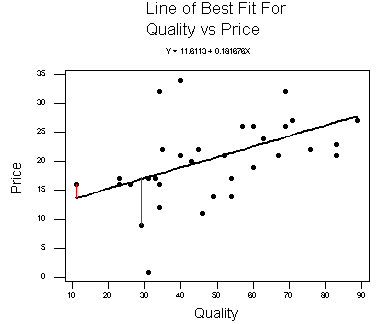 Line of Best Fit For
Quality vs Price
Y = 11.6113 + 0.181676X
35
30
25
20
15
10
5
0
Price
10 20 30 40 50 60 70 80 90
Quality